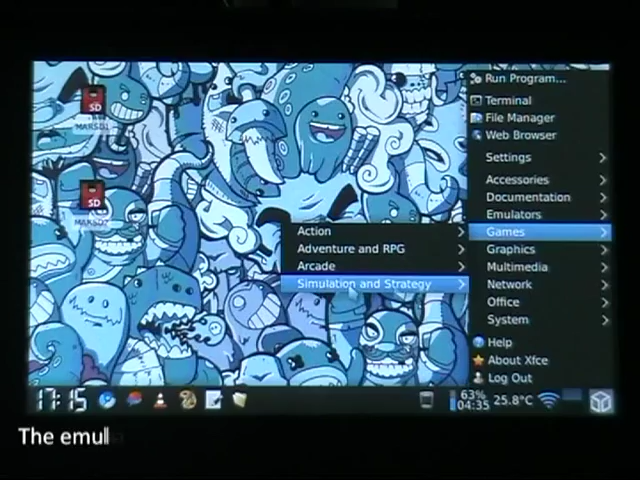 Run Program...
Terminal
File Manager
Web Browser
Settings
Accessories
Documentation
Emulators
Games
Graphics
Multimedia
Network
Office
System
Help
About Xfce
Log Out
Action
Adventure and RPG
Arcade
Simulation and Strategy
SD
SD
17:15
63%
04:35
25.8°C
The emul